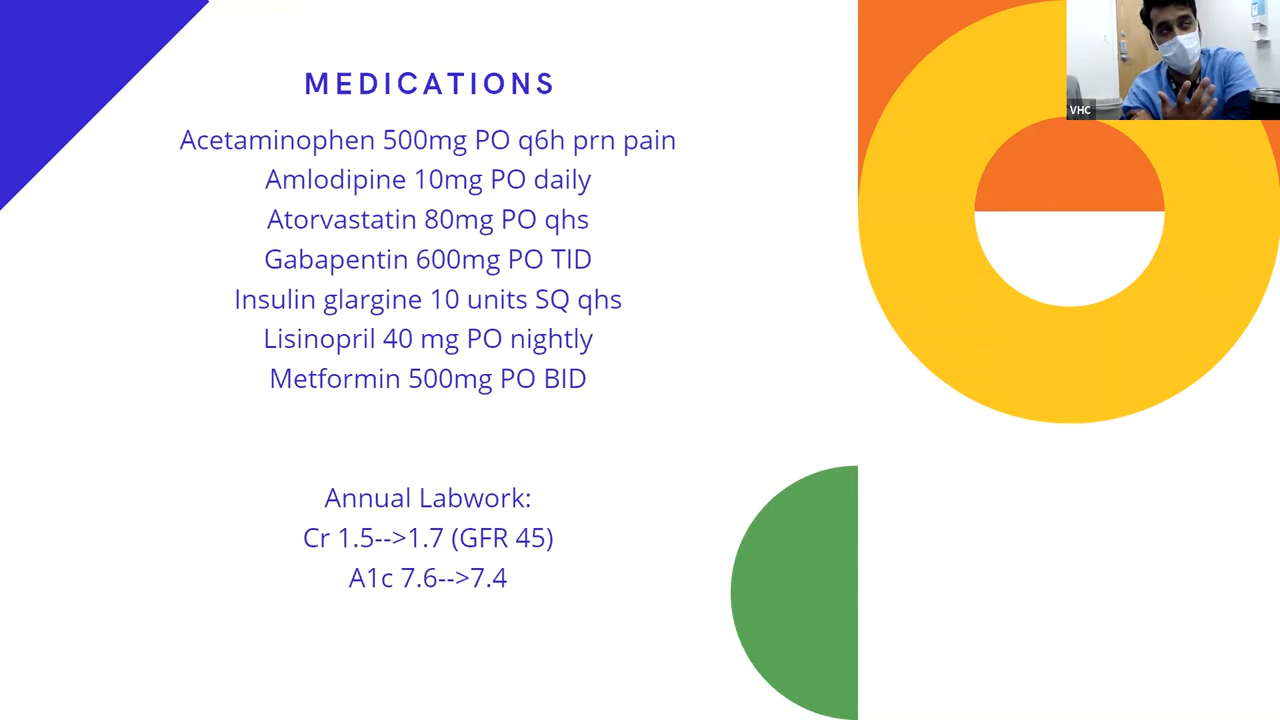 MEDICATIONS
Acetaminophen 500mg PO q6h prn pain
Amlodipine 10mg PO daily
Atorvastatin 80mg PO qhs
Gabapentin 600mg PO TID
Insulin glargine 10 units SQ qhs
Lisinopril 40 mg PO nightly
Metformin 500mg PO BID
Annual Labwork:
Cr 1.5-->1.7 (GFR 45)
A1c 7.6-->7.4
VHC